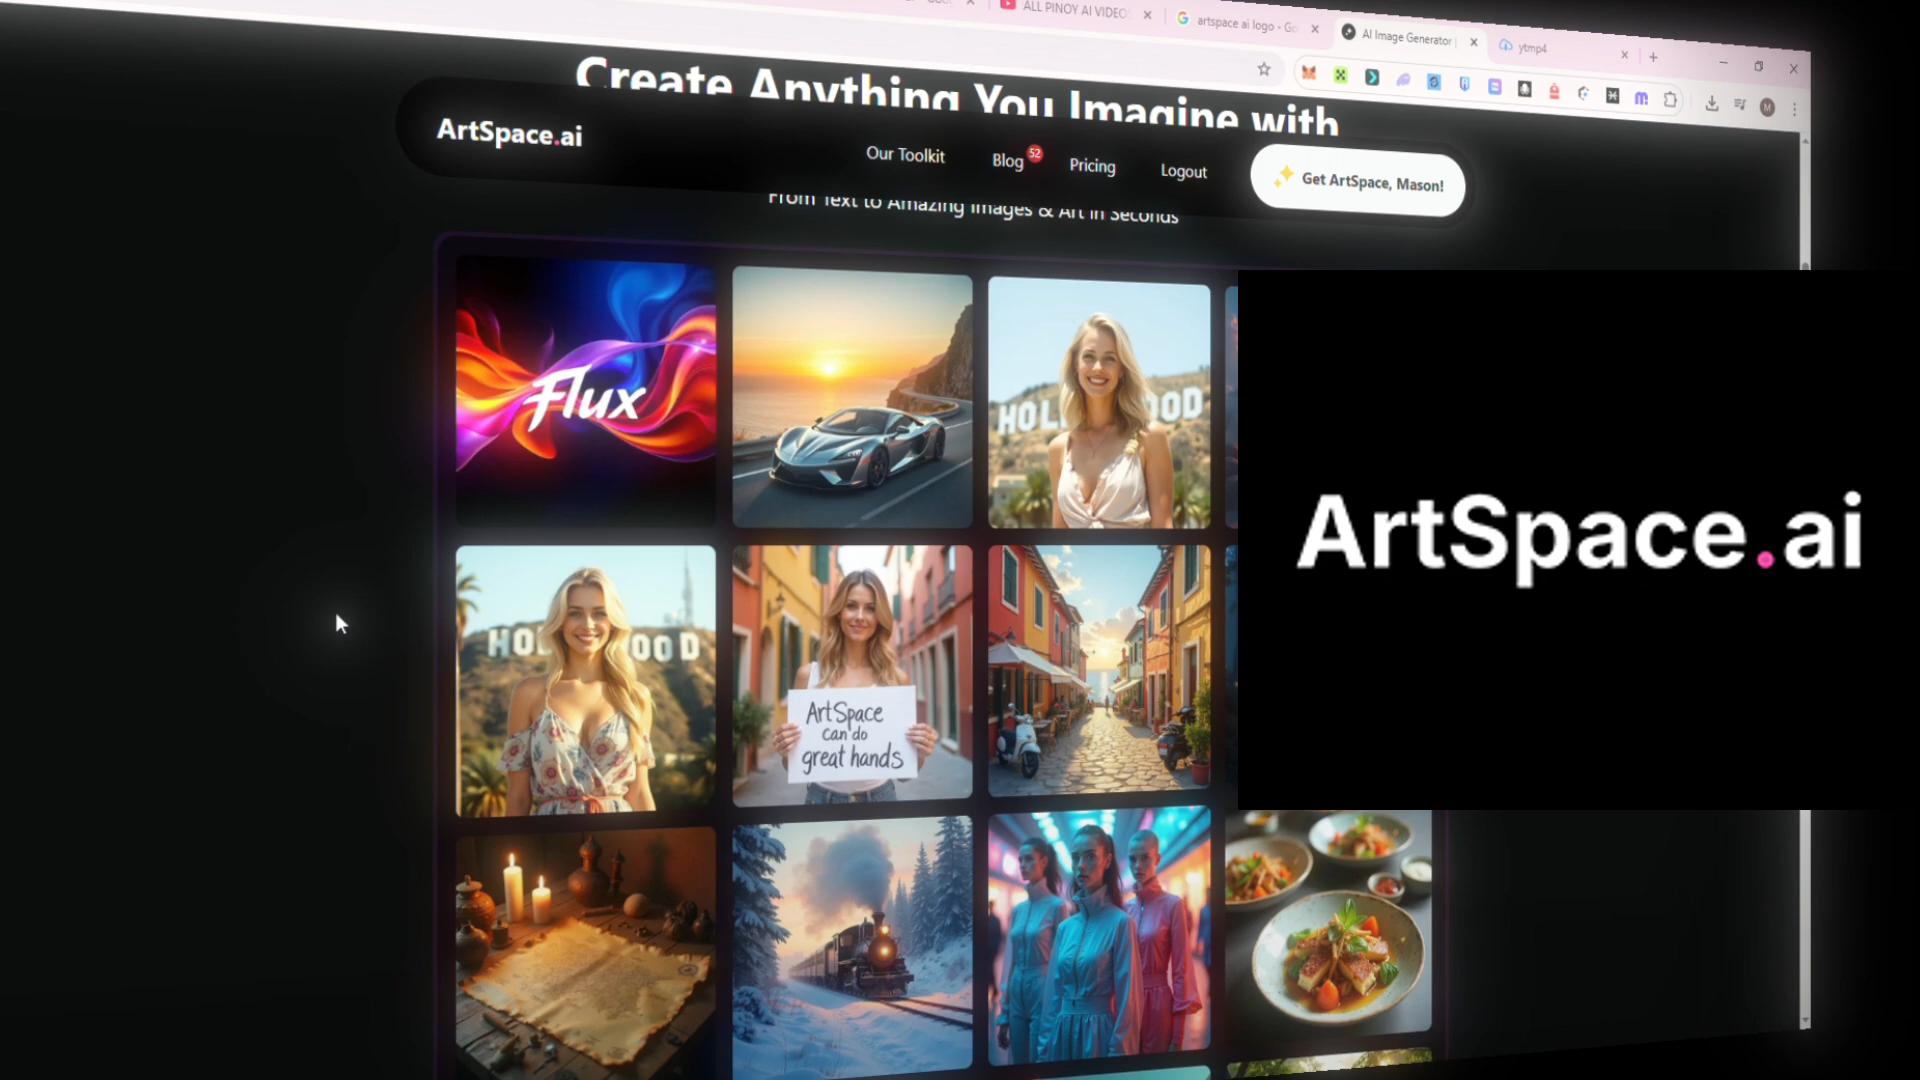 ALL PINOY AI VIDEO
artspace ai logo - Go
AI Image Generator |
ytmp4
M
Create Anything You Imagine with
ArtSpace.ai
Our Toolkit
Blog
52
Pricing
Logout
Get ArtSpace, Mason!
From Text to Amazing Images & Art in Seconds
Flux
HOLLYWOOD
ArtSpace.ai
HOLLYWOOD
ArtSpace
can do
great hands